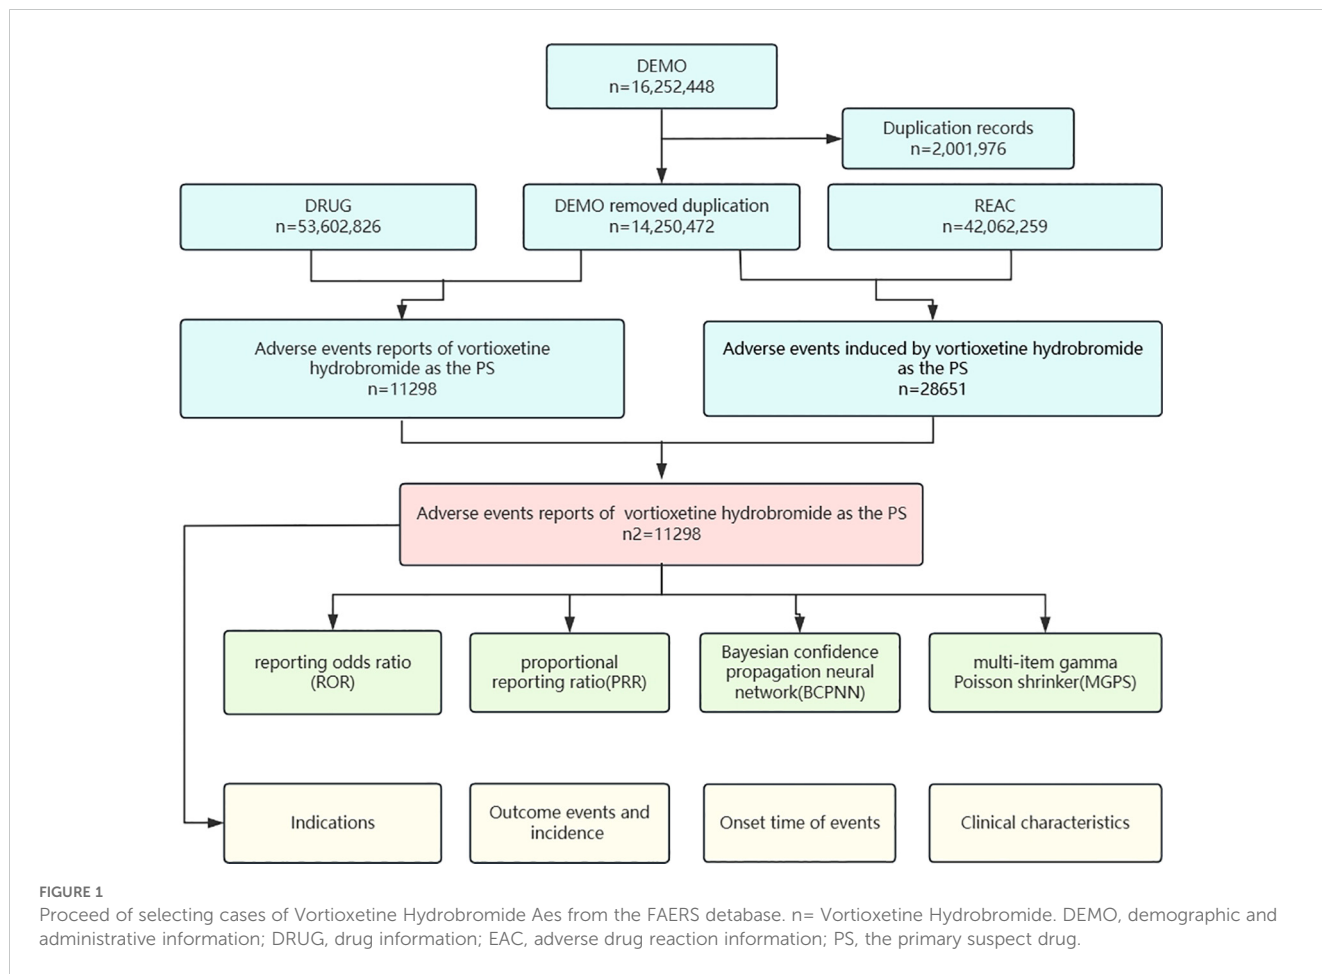 DEMO
n=16,252,448
Duplication records
n=2,001,976
DRUG
n=53,602,826
DEMO removed duplication
n=14,250,472
REAC
n=42,062,259
Adverse events reports of vortioxetine
hydrobromide as the PS
n=11298
Adverse events induced by vortioxetine hydrobromide
as the PS
n=28651
Adverse events reports of vortioxetine hydrobromide as the PS
n2=11298
reporting odds ratio
(ROR)
proportional
reporting ratio(PRR)
Bayesian confidence
propagation neural
network(BCPNN)
multi-item gamma
Poisson shrinker(MGPS)
Indications
Outcome events and
incidence
Onset time of events
Clinical characteristics
FIGURE 1
Proceed of selecting cases of Vortioxetine Hydrobromide Aes from the FAERS detabase. n= Vortioxetine Hydrobromide. DEMO, demographic and
administrative information; DRUG, drug information; EAC, adverse drug reaction information; PS, the primary suspect drug.